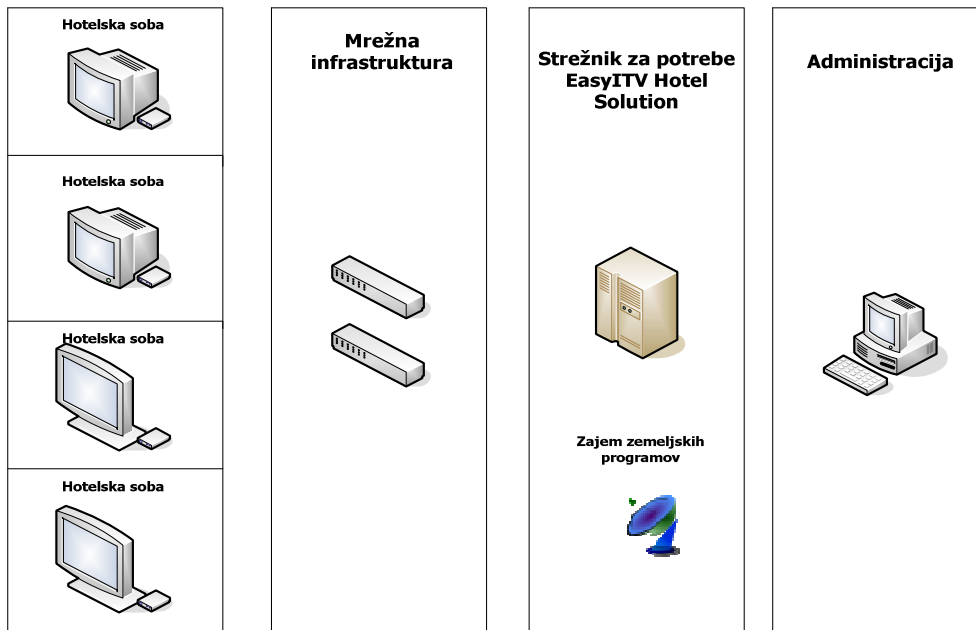 Hotelska soba
Hotelska soba
Hotelska soba
Hotelska soba
Mrežna
infrastruktura
Strežnik za potrebe
EasyITV Hotel
Solution
Zajem zemeljskih
programov
Administracija